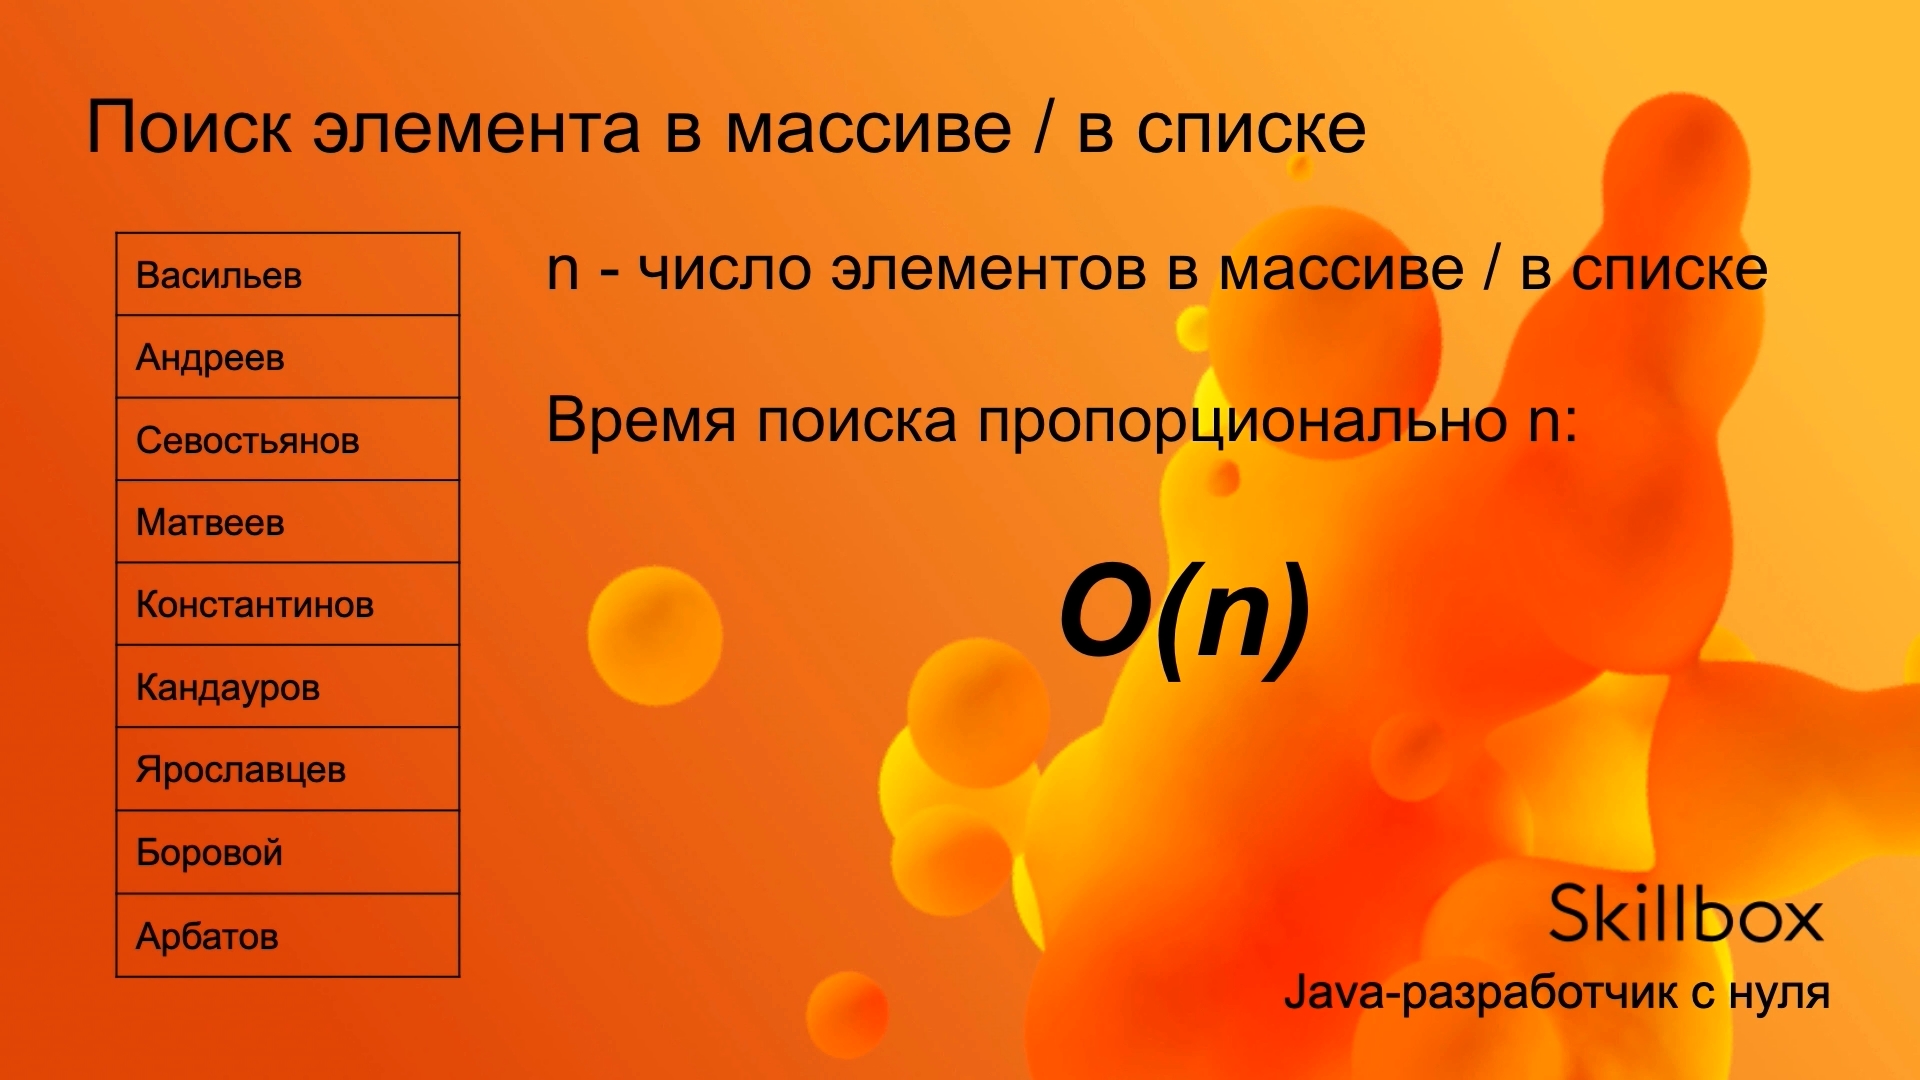 Поиск элемента в массиве / в списке
Васильев
Андреев
Севостьянов
Матвеев
Константинов
Кандауров
Ярославцев
Боровой
Арбатов
n - число элементов в массиве / в списке
Время поиска пропорционально n:
O(n)
Skillbox
Java-разработчик с нуля